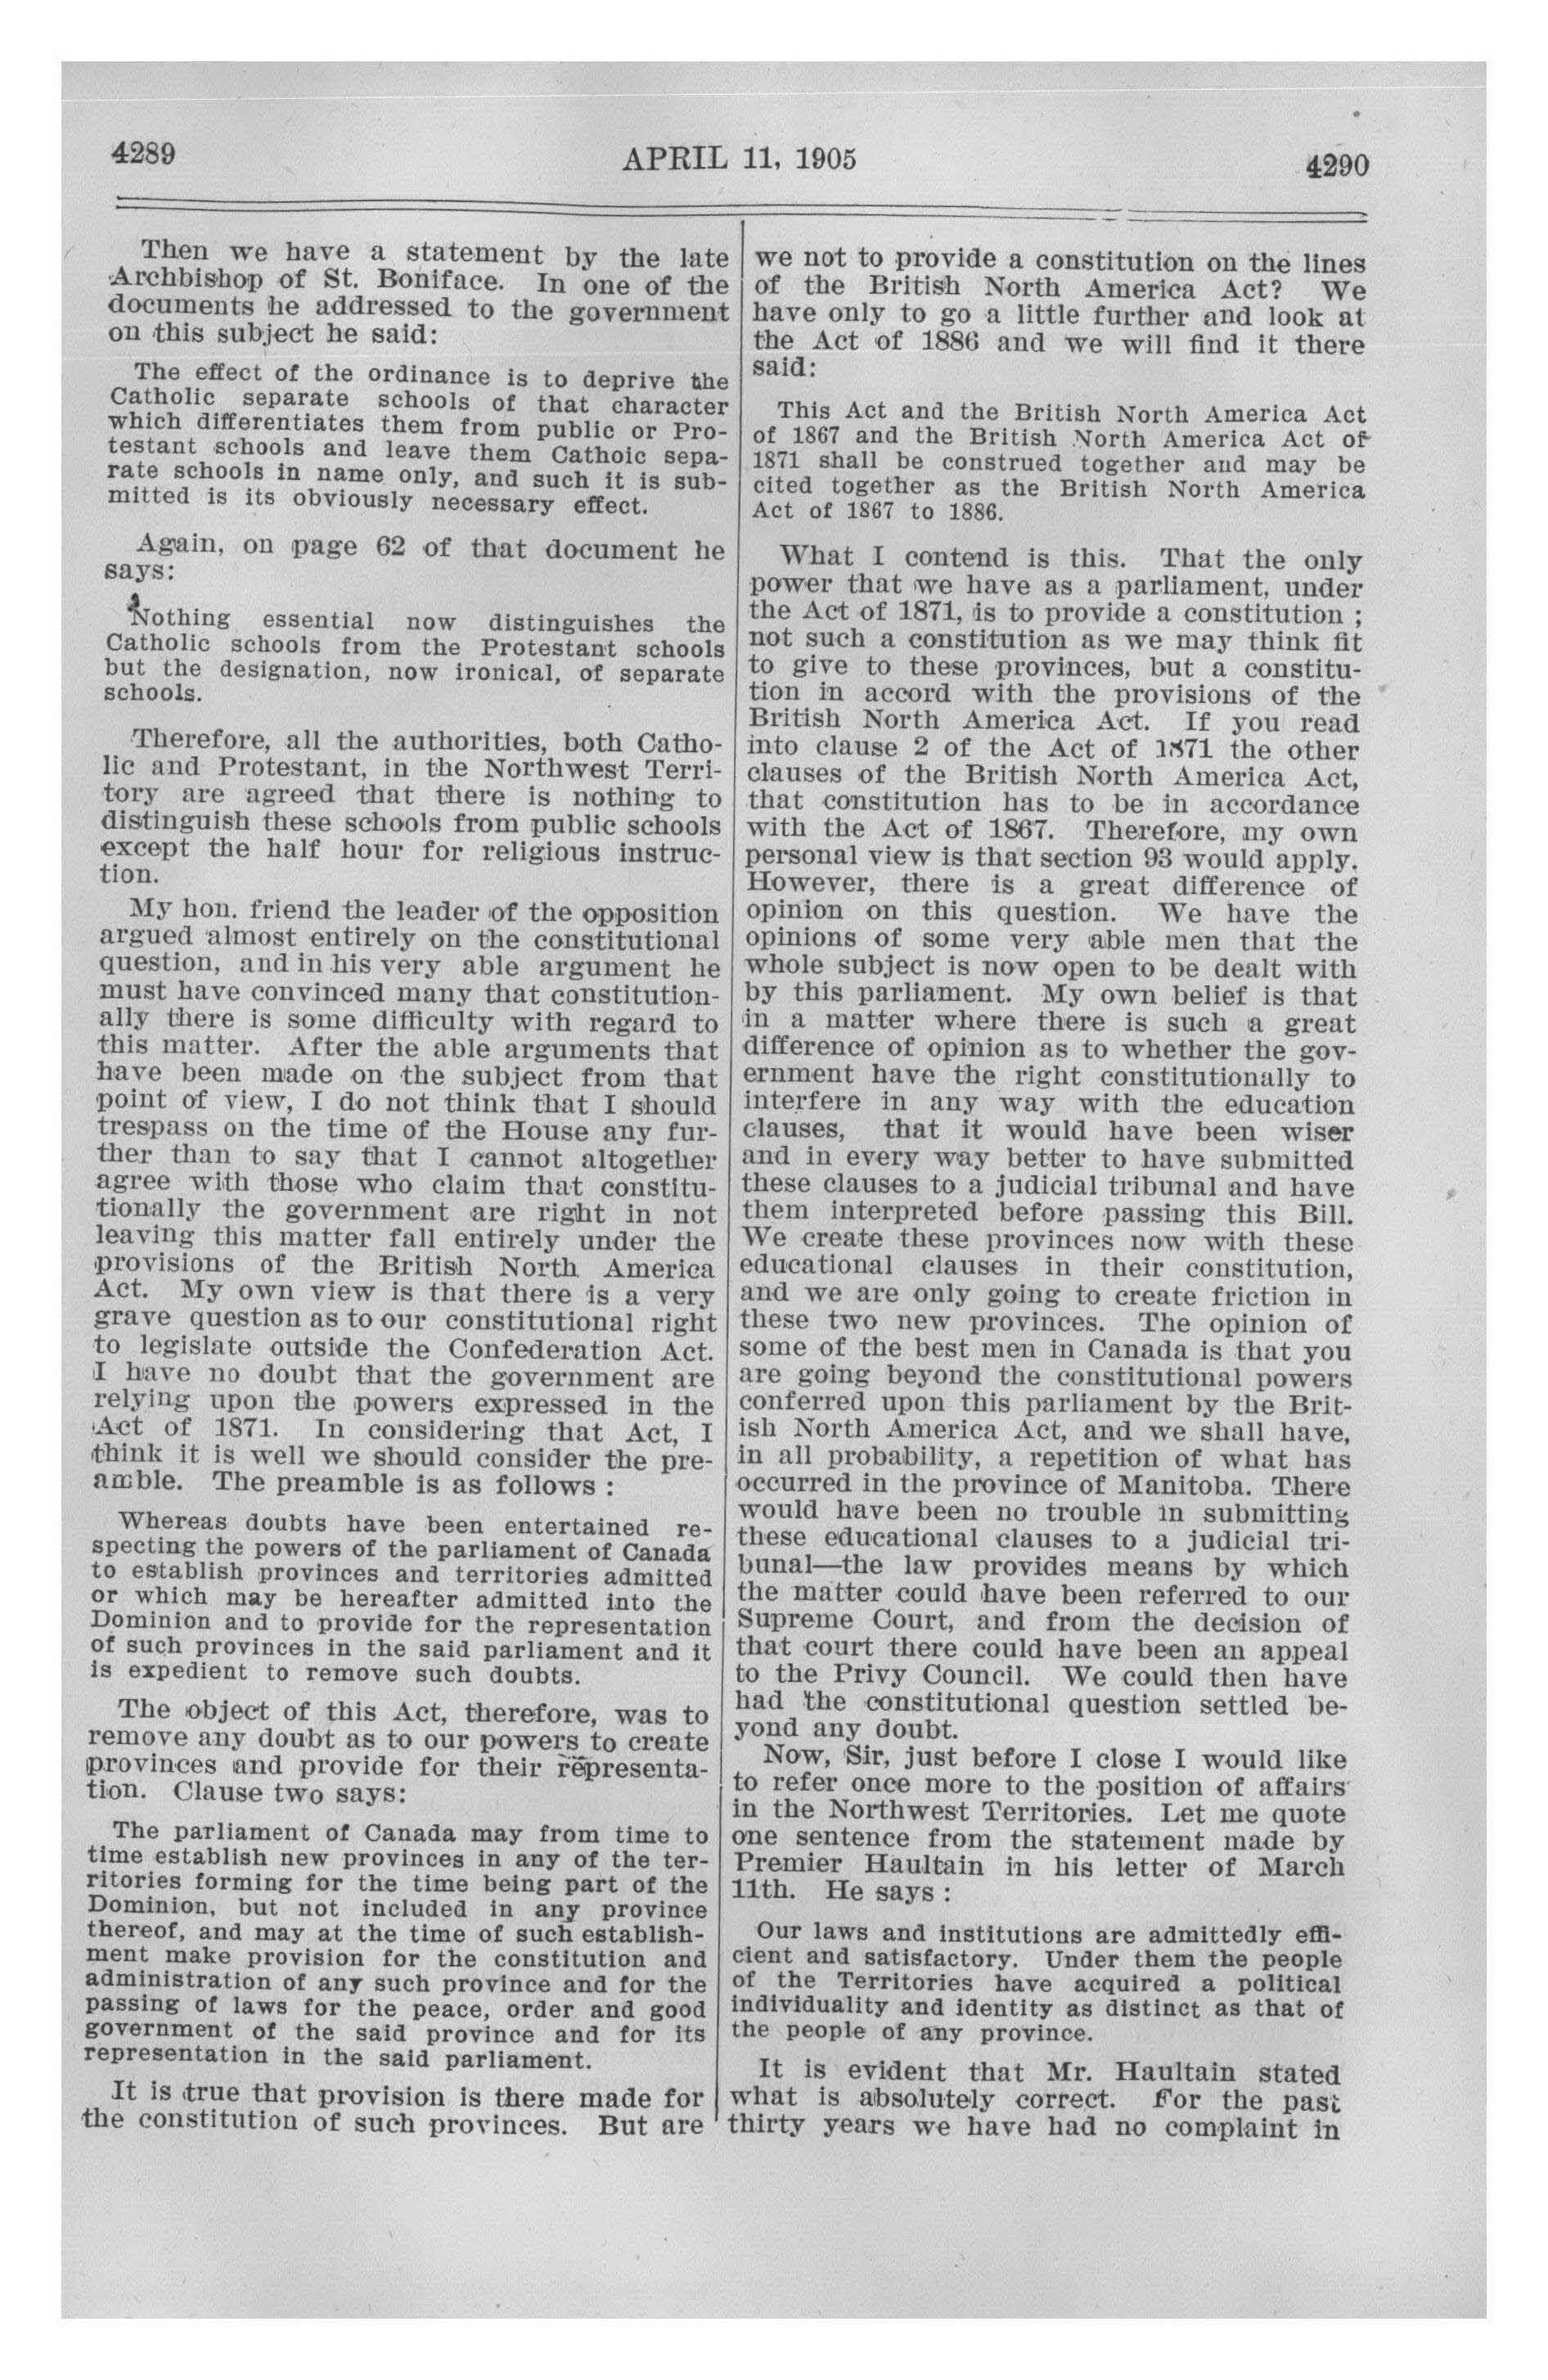 4289
APRIL 11, 1905
4290
Then we have a statement by the late
Archbishop of St. Boniface. In one of the
documents he addressed to the government
on this subject he said:
The effect of the ordinance is to deprive the
Catholic separate schools of that character
which differentiates them from public or Pro-
testant schools and leave them Cathoic sepa-
rate schools in name only, and such it is sub-
mitted is its obviously necessary effect.
Again, on page 62 of that document he
says:
Nothing essential now distinguishes the
Catholic schools from the Protestant schools
but the designation, now ironical, of separate
schools.
Therefore, all the authorities, both Catho-
lic and Protestant, in the Northwest Terri-
tory are agreed that there is nothing to
distinguish these schools from public schools
except the half hour for religious instruc-
tion.
My hon. friend the leader of the opposition
argued almost entirely on the constitutional
question, and in his very able argument he
must have convinced many that constitution-
ally there is some difficulty with regard to
this matter. After the able arguments that
have been made on the subject from that
point of view, I do not think that I should
trespass on the time of the House any fur-
ther than to say that I cannot altogether
agree with those who claim that constitu-
tionally the government are right in not
leaving this matter fall entirely under the
provisions of the British North America
Act. My own view is that there is a very
grave question as to our constitutional right
to legislate outside the Confederation Act.
I have no doubt that the government are
relying upon the powers expressed in the
Act of 1871. In considering that Act, I
think it is well we should consider the pre-
amble. The preamble is as follows :
Whereas doubts have been entertained re-
specting the powers of the parliament of Canada
to establish provinces and territories admitted
or which may be hereafter admitted into the
Dominion and to provide for the representation
of such provinces in the said parliament and it
is expedient to remove such doubts.
The object of this Act, therefore, was to
remove any doubt as to our powers to create
provinces and provide for their representa-
tion. Clause two says:
The parliament of Canada may from time to
time establish new provinces in any of the ter-
ritories forming for the time being part of the
Dominion, but not included in any province
thereof, and may at the time of such establish-
ment make provision for the constitution and
administration of any such province and for the
passing of laws for the peace, order and good
government of the said province and for its
representation in the said parliament.
It is true that provision is there made for
the constitution of such provinces. But are
we not to provide a constitution on the lines
of the British North America Act? We
have only to go a little further and look at
the Act of 1886 and we will find it there
said:
This Act and the British North America Act
of 1867 and the British North America Act of
1871 shall be construed together and may be
cited together as the British North America
Act of 1867 to 1886.
What I contend is this. That the only
power that we have as a parliament, under
the Act of 1871, is to provide a constitution ;
not such a constitution as we may think fit
to give to these provinces, but a constitu-
tion in accord with the provisions of the
British North America Act. If you read
into clause 2 of the Act of 1871 the other
clauses of the British North America Act,
that constitution has to be in accordance
with the Act of 1867. Therefore, my own
personal view is that section 93 would apply.
However, there is a great difference of
opinion on this question. We have the
opinions of some very able men that the
whole subject is now open to be dealt with
by this parliament. My own belief is that
in a matter where there is such a great
difference of opinion as to whether the gov-
ernment have the right constitutionally to
interfere in any way with the education
clauses, that it would have been wiser
and in every way better to have submitted
these clauses to a judicial tribunal and have
them interpreted before passing this Bill.
We create these provinces now with these
educational clauses in their constitution,
and we are only going to create friction in
these two new provinces. The opinion of
some of the best men in Canada is that you
are going beyond the constitutional powers
conferred upon this parliament by the Brit-
ish North America Act, and we shall have,
in all probability, a repetition of what has
occurred in the province of Manitoba. There
would have been no trouble in submitting
these educational clauses to a judicial tri-
bunal—the law provides means by which
the matter could have been referred to our
Supreme Court, and from the decision of
that court there could have been an appeal
to the Privy Council. We could then have
had the constitutional question settled be-
yond any doubt.
Now, Sir, just before I close I would like
to refer once more to the position of affairs
in the Northwest Territories. Let me quote
one sentence from the statement made by
Premier Haultain in his letter of March
11th. He says :
Our laws and institutions are admittedly effi-
cient and satisfactory. Under them the people
of the Territories have acquired a political
individuality and identity as distinct as that of
the people of any province.
It is evident that Mr. Haultain stated
what is absolutely correct. For the past
thirty years we have had no complaint in